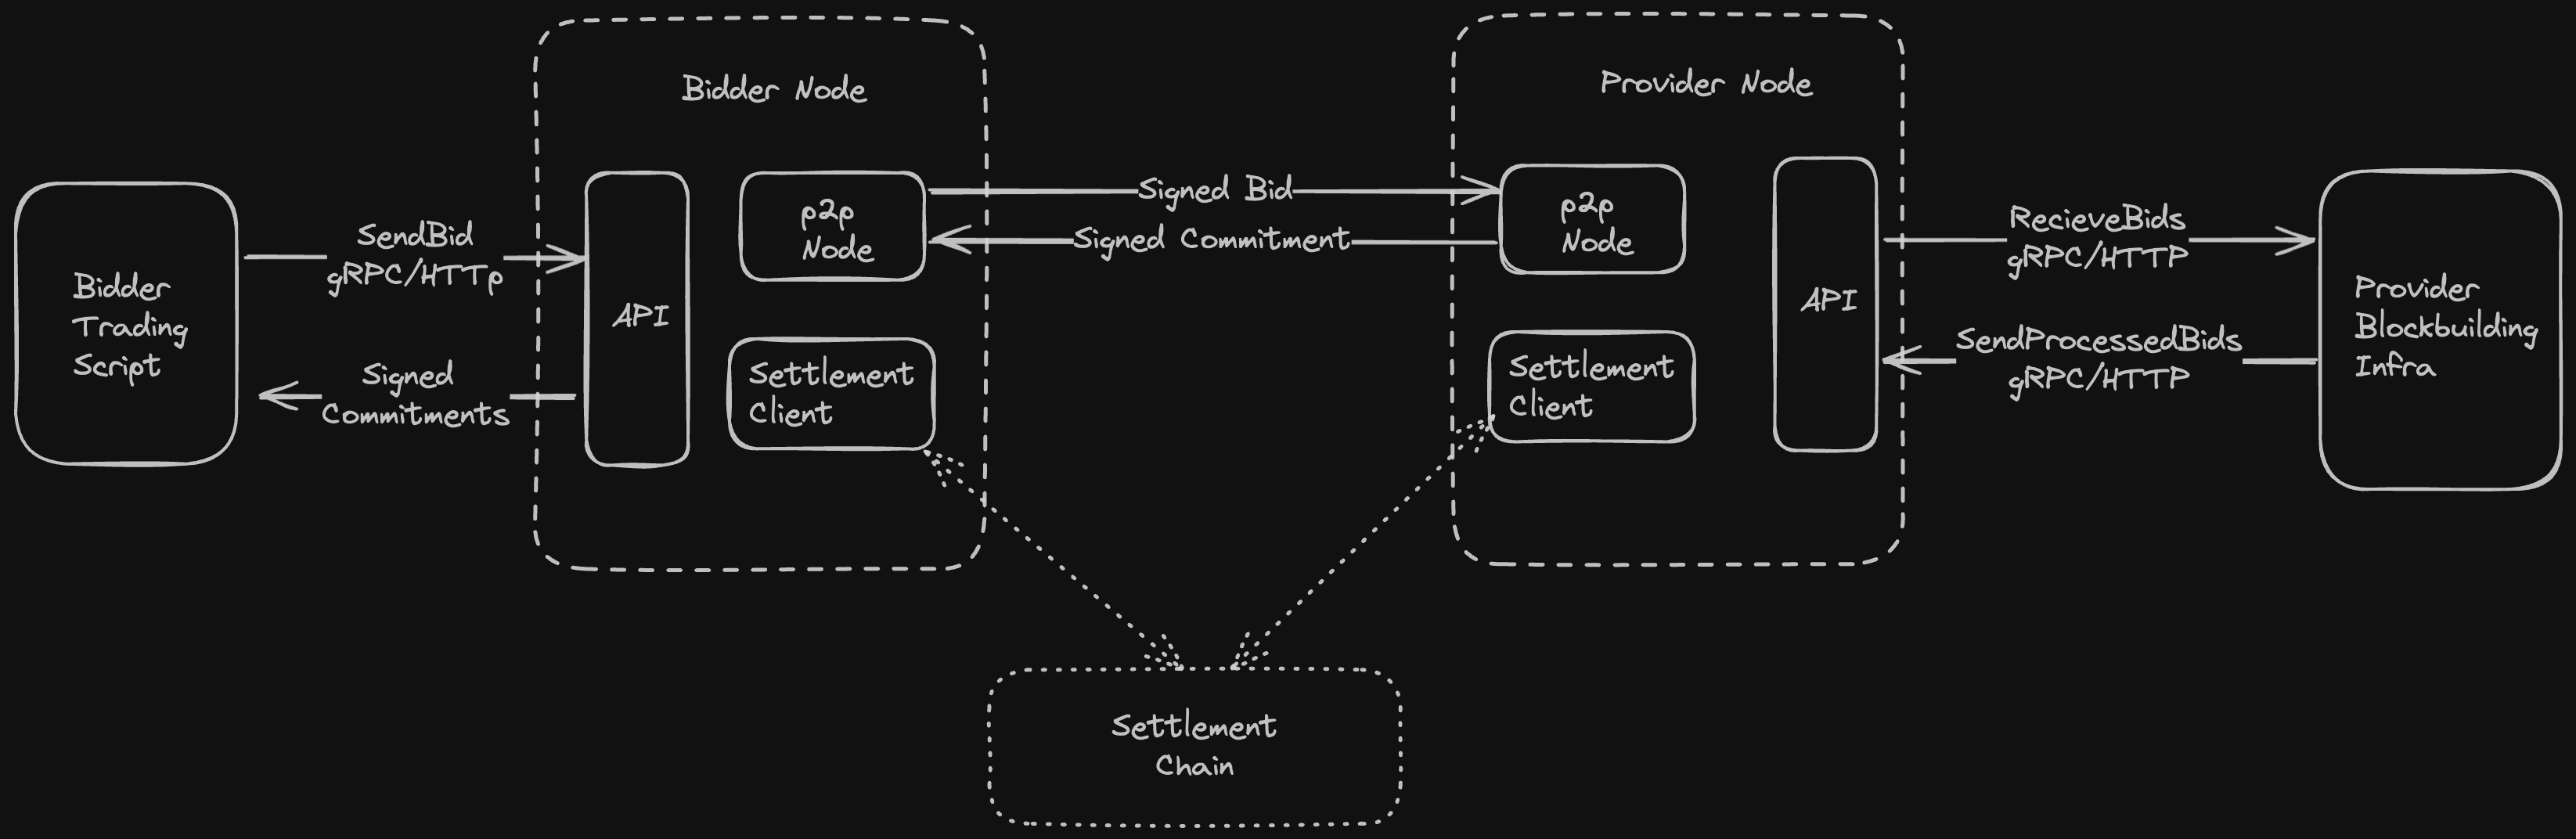 Bidder Node
Provider Node
Bidder
Trading
Script
SendBid
gRPC/HTTp
Signed
Commitments
API
p2p
Node
Settlement
Client
Signed Bid
Signed Commitment
p2p
Node
Settlement
Client
API
RecieveBids
gRPC/HTTP
SendProcessedBids
gRPC/HTTP
Provider
Blockbuilding
Infra
Settlement
Chain